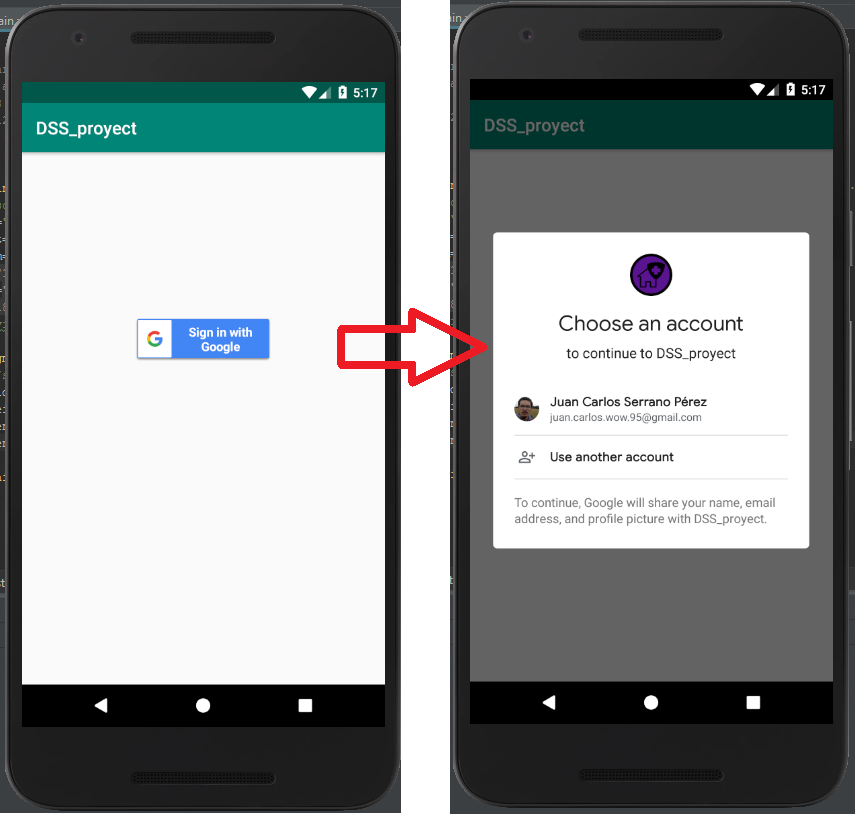 5:17
DSS_proyect
Sign in with
Google
5:17
DSS_proyect
Choose an account
to continue to DSS_proyect
Juan Carlos Serrano Pérez
juan.carlos.wow.95@gmail.com
Use another account
To continue, Google will share your name, email
address, and profile picture with DSS_proyect.